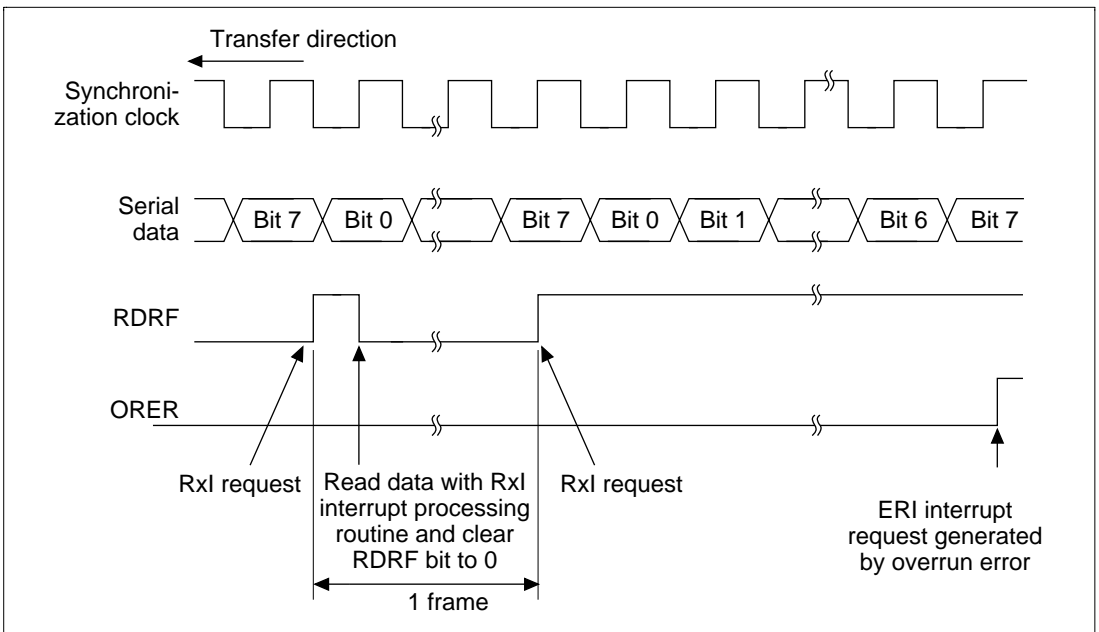 Transfer direction
Synchroni-
zation clock
Serial
data
Bit 7 Bit 0 Bit 7 Bit 0 Bit 1 Bit 6 Bit 7
RDRF
ORER
RxI request
Read data with RxI
interrupt processing
routine and clear
RDRF bit to 0
RxI request
ERI interrupt
request generated
by overrun error
1 frame